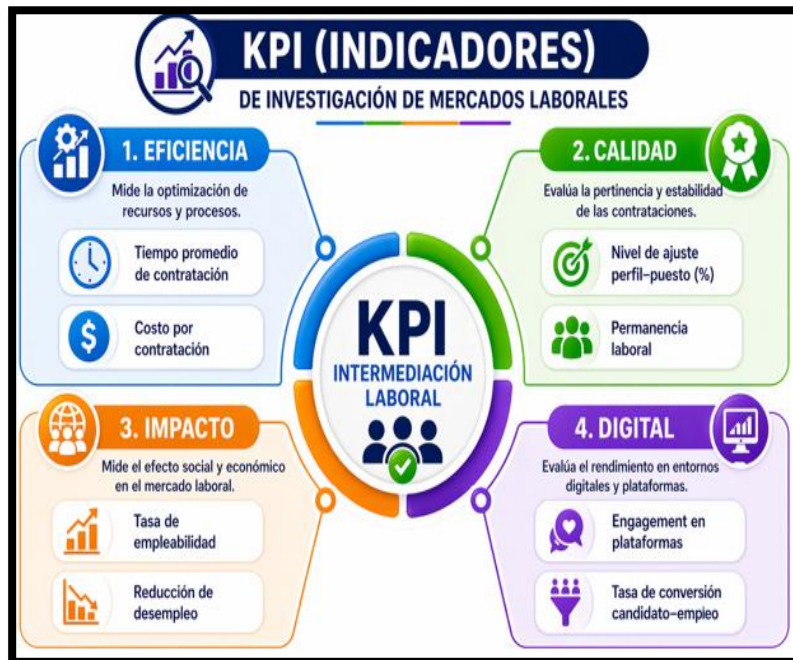 KPI (INDICADORES)
DE INVESTIGACIÓN DE MERCADOS LABORALES
1. EFICIENCIA
Mide la optimización de
recursos y procesos.
Tiempo promedio
de contratación
$
Costo por
contratación
2. CALIDAD
Evalúa la pertinencia y estabilidad
de las contrataciones.
Nivel de ajuste
perfil–puesto (%)
Permanencia
laboral
KPI
INTERMEDIACIÓN
LABORAL
3. IMPACTO
Mide el efecto social y económico
en el mercado laboral.
Tasa de
empleabilidad
Reducción de
desempleo
4. DIGITAL
Evalúa el rendimiento en entornos
digitales y plataformas.
Engagement en
plataformas
Tasa de conversión
candidato–empleo